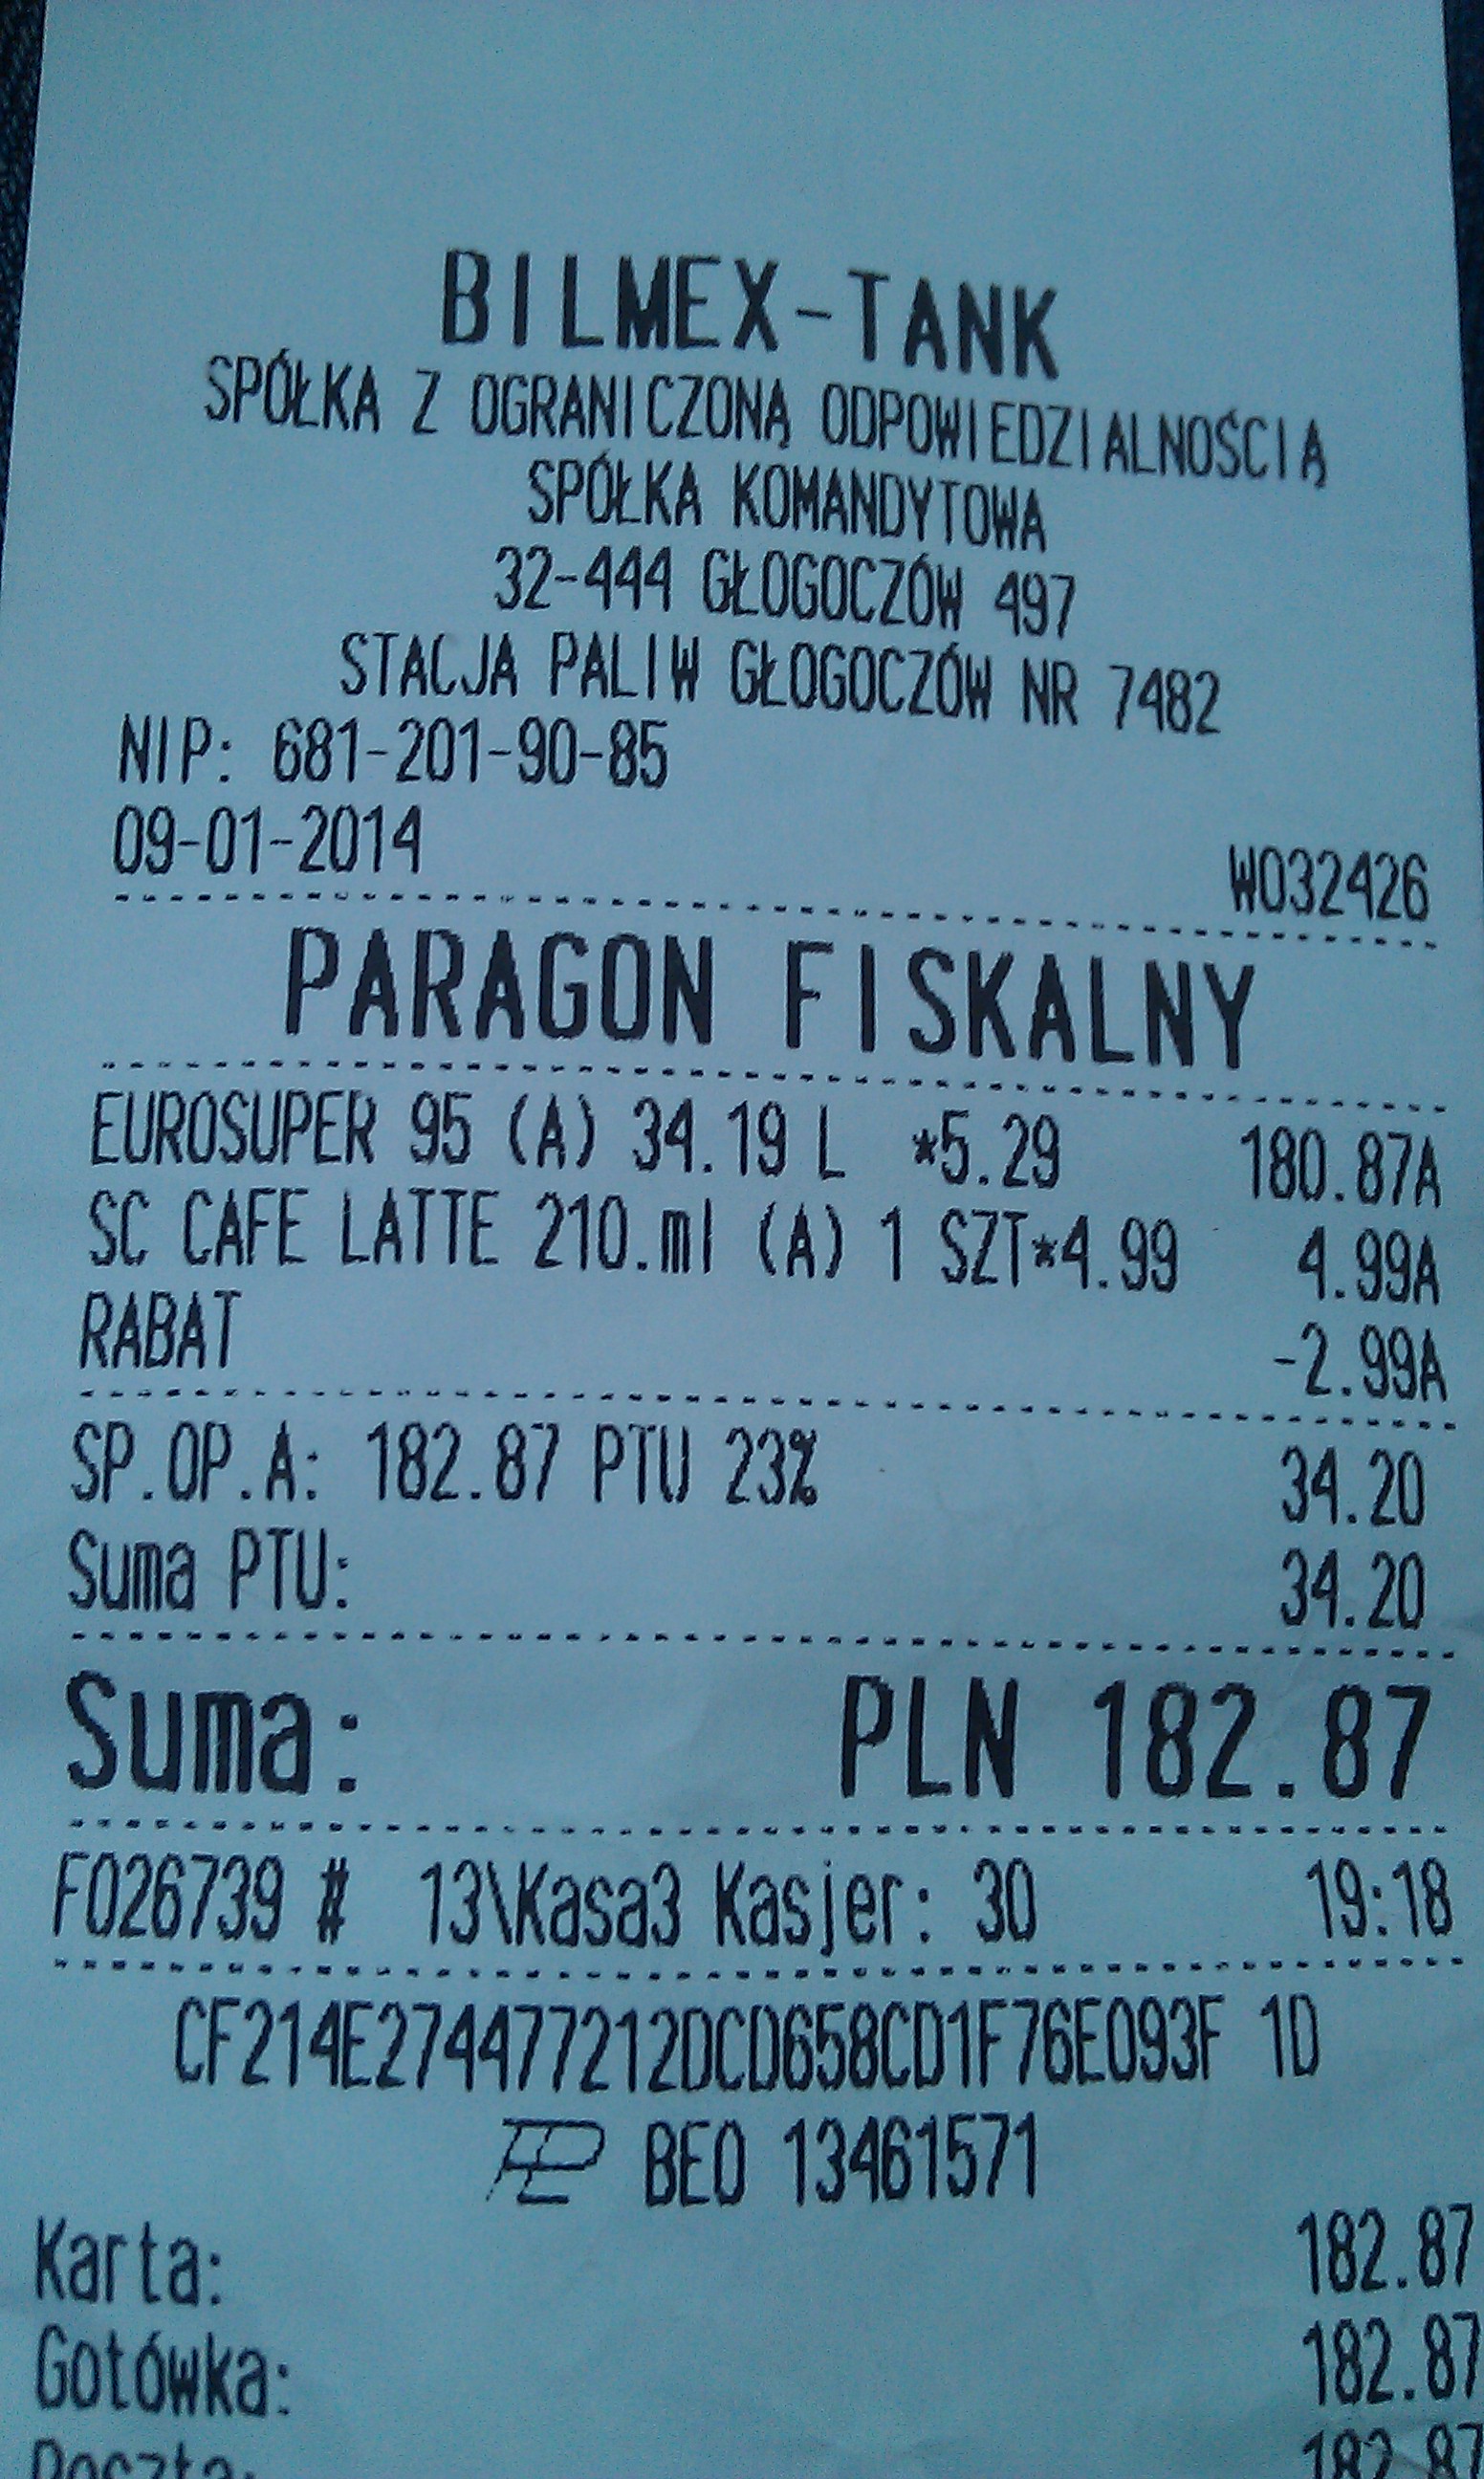 BILMEX-TANK
SPÓŁKA Z OGRANICZONĄ ODPOWIEDZIALNOŚCIĄ
SPÓŁKA KOMANDYTOWA
32-444 GŁOGOCZÓW 497
STACJA PALIW GŁOGOCZÓW NR 7482
NIP: 681-201-90-85
09-01-2014 W032426
PARAGON FISKALNY
EUROSUPER 95 (A) 34.19 L *5.29 180.87A
SC CAFE LATTE 210.ml (A) 1 SZT*4.99 4.99A
RABAT -2.99A
SP.OP.A: 182.87 PTU 23% 34.20
Suma PTU: 34.20
Suma: PLN 182.87
F026739 # 13\Kasa3 Kasjer: 30 19:18
CF214E274477212DCD658CD1F76E093F 1D
BEO 13461571
Karta: 182.87
Gotówka: 182.87
Reszta: 182.87